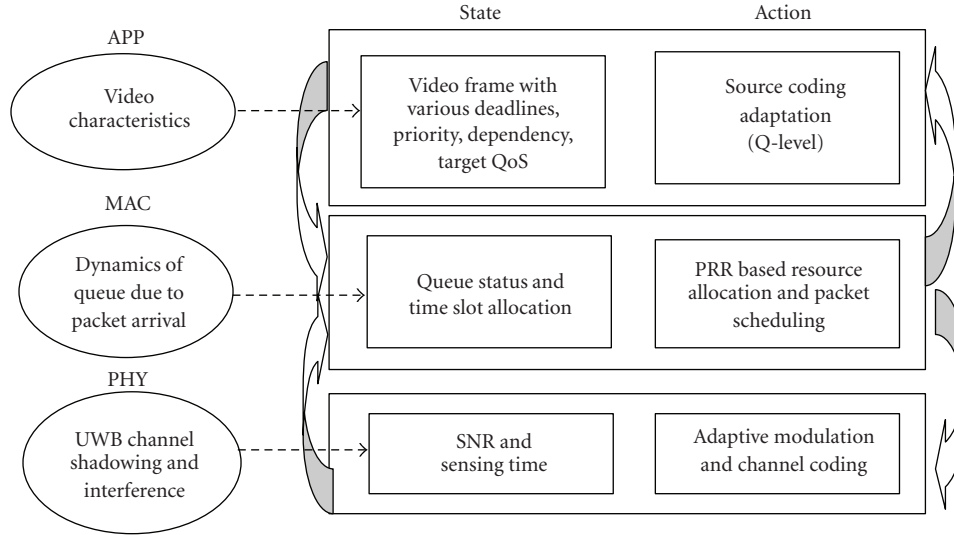 State
Action
APP
Video
characteristics
Video frame with
various deadlines,
priority, dependency,
target QoS
Source coding
adaptation
(Q-level)
MAC
Dynamics of
queue due to
packet arrival
Queue status and
time slot allocation
PRR based resource
allocation and packet
scheduling
PHY
UWB channel
shadowing and
interference
SNR and
sensing time
Adaptive modulation
and channel coding